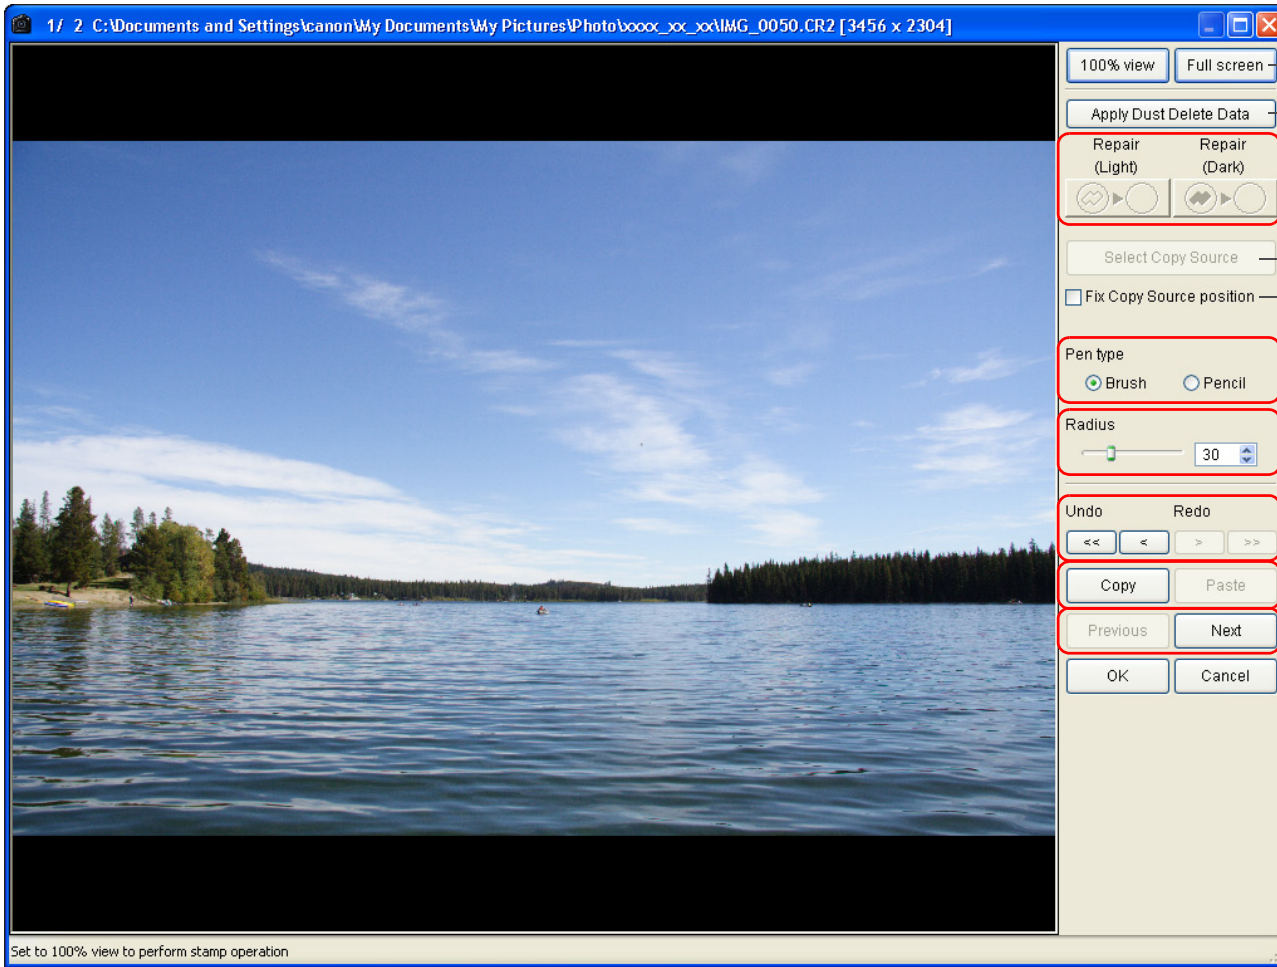 1/ 2 C:\Documents and Settings\canon\My Documents\My Pictures\Photo\xxxx_xx_xx\IMG_0050.CR2 [3456 x 2304]
100% view Full screen
Apply Dust Delete Data
Repair (Light) Repair (Dark)
Select Copy Source
Fix Copy Source position
Pen type
Brush Pencil
Radius
30
Undo Redo
<< < > >>
Copy Paste
Previous Next
OK Cancel
Set to 100% view to perform stamp operation